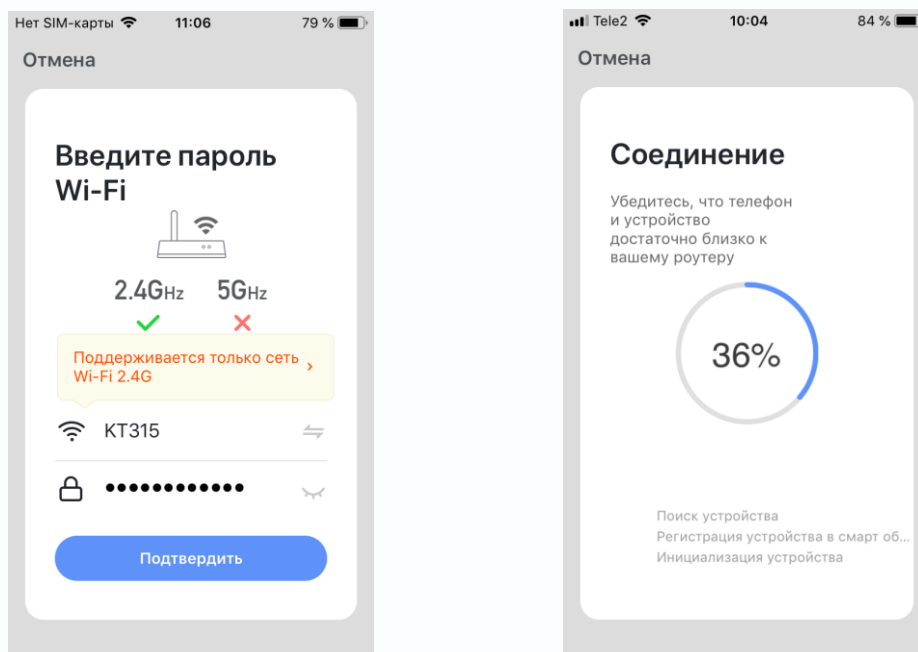 Нет SIM-карты 11:06 79 %
Отмена
Введите пароль
Wi-Fi
2.4GHz 5GHz
Поддерживается только сеть
Wi-Fi 2.4G
KT315
••••••••••••
Подтвердить
Tele2 10:04 84 %
Отмена
Соединение
Убедитесь, что телефон
и устройство
достаточно близко к
вашему роутеру
36%
Поиск устройства
Регистрация устройства в смарт об...
Инициализация устройства